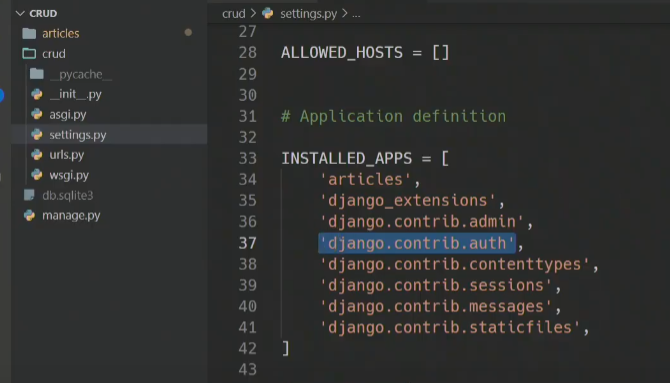 CRUD
articles
crud
__pycache__
__init__.py
asgi.py
settings.py
urls.py
wsgi.py
db.sqlite3
manage.py
crud > settings.py > ...
27
28 ALLOWED_HOSTS = []
29
30
31 # Application definition
32
33 INSTALLED_APPS = [
34 'articles',
35 'django_extensions',
36 'django.contrib.admin',
37 'django.contrib.auth',
38 'django.contrib.contenttypes',
39 'django.contrib.sessions',
40 'django.contrib.messages',
41 'django.contrib.staticfiles',
42 ]
43